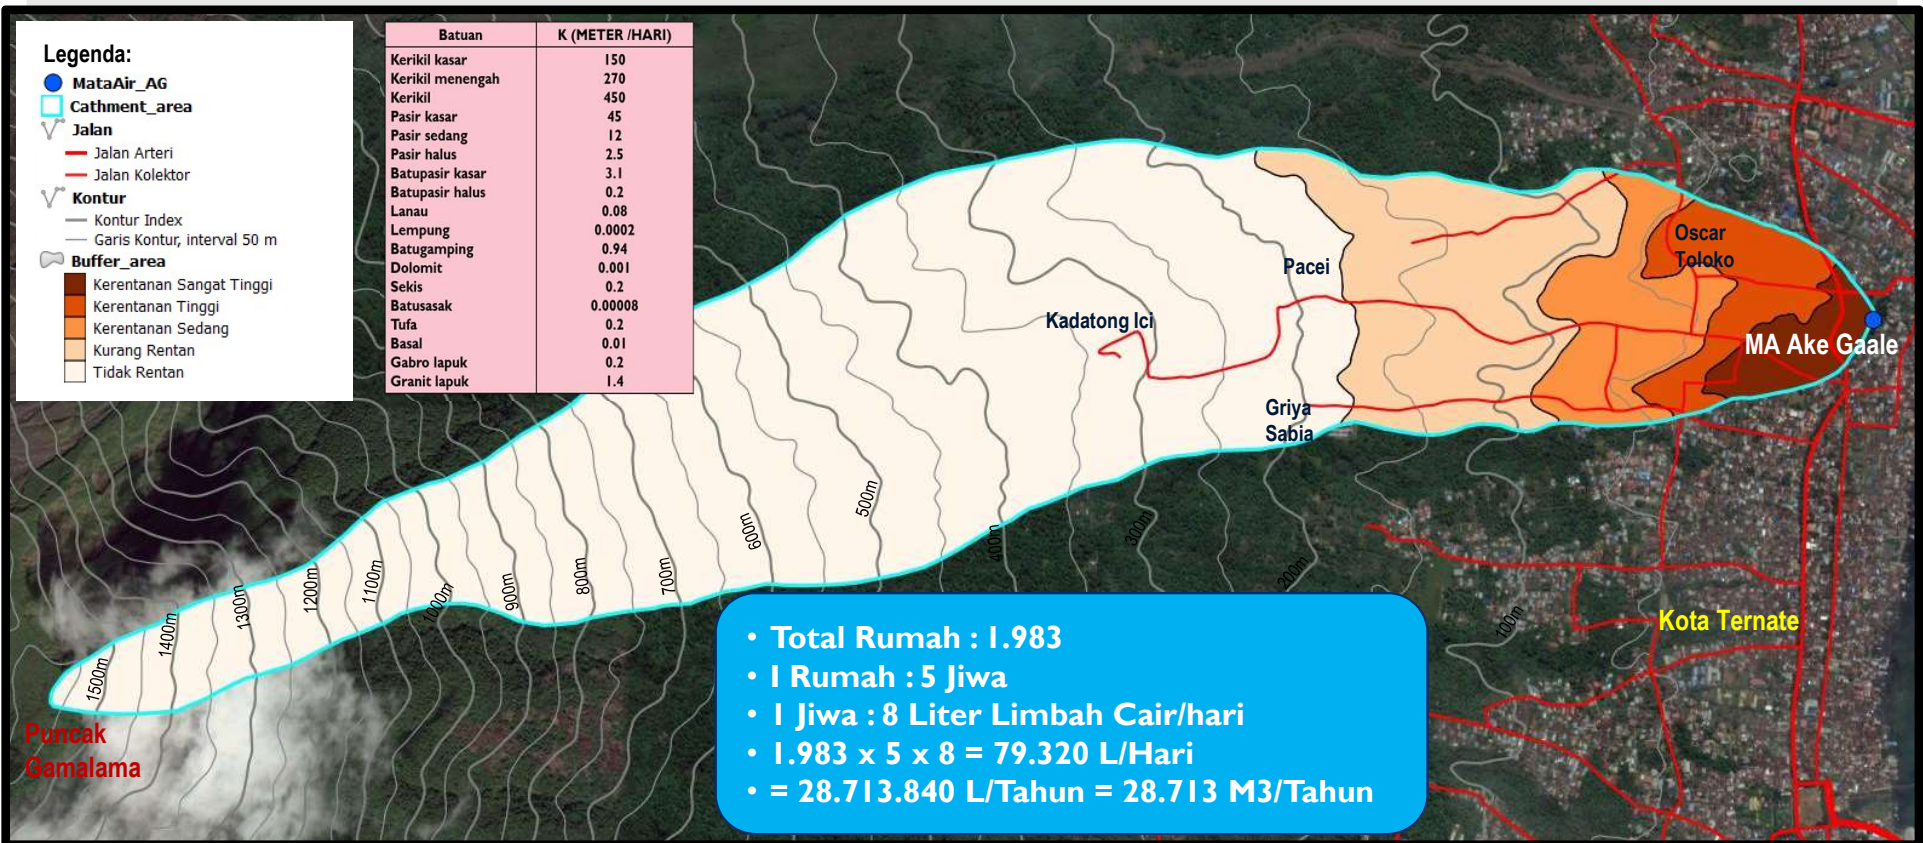 Legenda:
MataAir_AG
Cathment_area
Jalan
Jalan Arteri
Jalan Kolektor
Kontur
Kontur Index
Garis Kontur, interval 50 m
Buffer_area
Kerentanan Sangat Tinggi
Kerentanan Tinggi
Kerentanan Sedang
Kurang Rentan
Tidak Rentan
Batuan K (METER /HARI)
Kerikil kasar 150
Kerikil menengah 270
Kerikil 450
Pasir kasar 45
Pasir sedang 12
Pasir halus 2.5
Batupasir kasar 3.1
Batupasir halus 0.2
Lanau 0.08
Lempung 0.0002
Batugamping 0.94
Dolomit 0.001
Sekis 0.2
Batusasak 0.00008
Tufa 0.2
Basal 0.01
Gabro lapuk 0.2
Granit lapuk 1.4
Oscar
Toloko
Pacei
Kadatong Ici
MA Ake Gaale
Griya
Sabia
1500m
1400m
1300m
1200m
1100m
1000m
900m
800m
700m
600m
500m
400m
300m
200m
100m
Kota Ternate
Puncak
Gamalama
• Total Rumah : 1.983
• 1 Rumah : 5 Jiwa
• 1 Jiwa : 8 Liter Limbah Cair/hari
• 1.983 x 5 x 8 = 79.320 L/Hari
• = 28.713.840 L/Tahun = 28.713 M3/Tahun